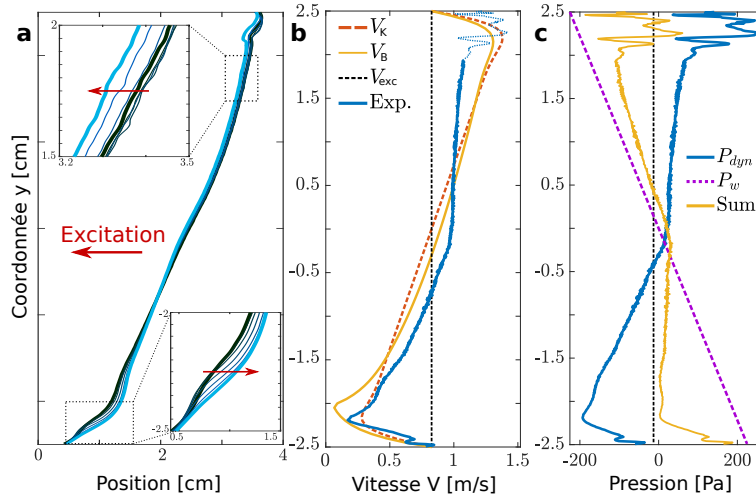 a
b
c
Coordonnée y [cm]
Position [cm]
0
2
4
Excitation
2
1.5
3.2
3.5
-2
-2.5
0.5
1.5
V_K
V_B
V_exc
Exp.
2.5
1.5
0.5
-0.5
-1.5
-2.5
0
0.5
1
1.5
Vitesse V [m/s]
2.5
1.5
2.5
-2.5
-0.5
-1.5
-2.5
P_dyn
P_w
Sum
-200
0
200
Pression [Pa]